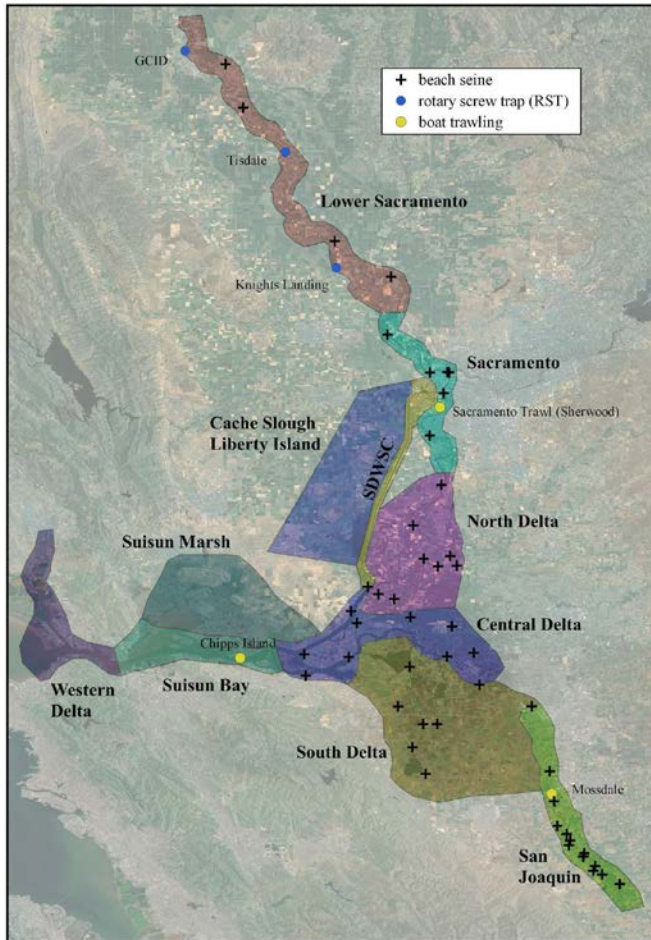 GCID
beach seine
rotary screw trap (RST)
boat trawling
Tisdale
Lower Sacramento
Knights Landing
Sacramento
Sacramento Trawl (Sherwood)
Cache Slough
Liberty Island
SDWSC
North Delta
Suisun Marsh
Central Delta
Chipps Island
Western
Delta
Suisun Bay
South Delta
Mossdale
San
Joaquin